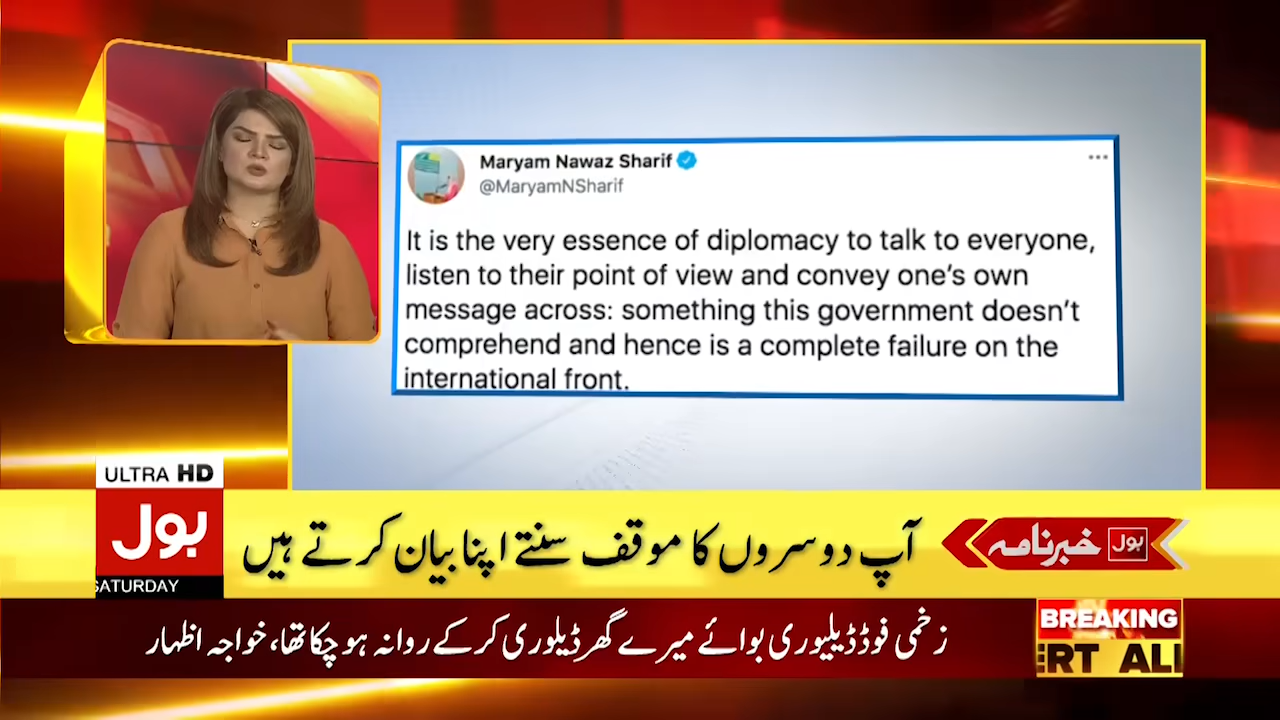 Maryam Nawaz Sharif
@MaryamNSharif
It is the very essence of diplomacy to talk to everyone,
listen to their point of view and convey one's own
message across: something this government doesn't
comprehend and hence is a complete failure on the
international front.
ULTRA HD
بول
SATURDAY
بول خبرنامہ
آپ دوسروں کا موقف سنتے اپنا بیان کرتے ہیں
BREAKING
ERT ALI
زخمی فوڈ ڈیلیوری بوائے میرے گھر ڈیلوری کر کے روانہ ہو چکا تھا، خواجہ اظہار